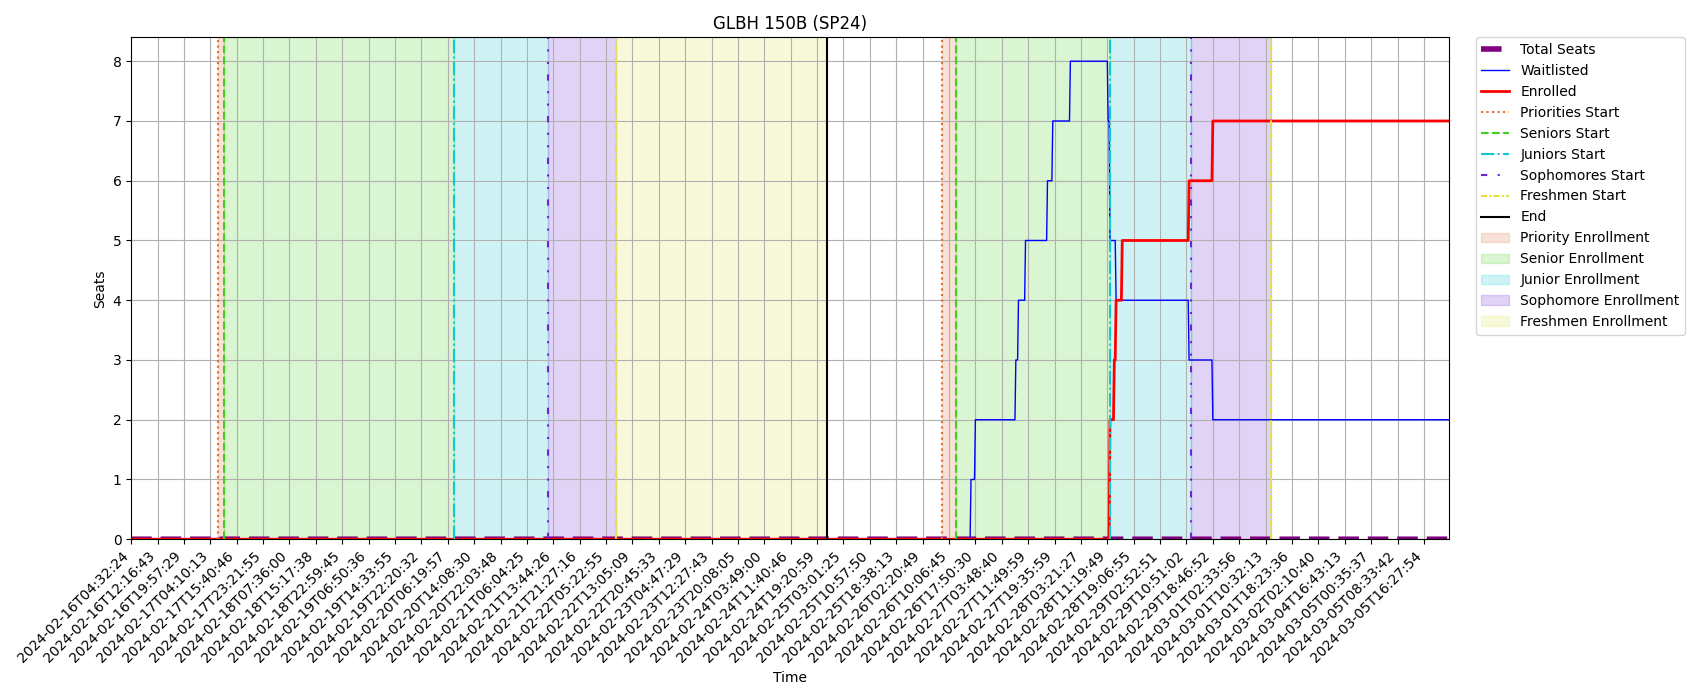 GLBH 150B (SP24)
Seats
8
7
6
5
4
3
2
1
0
2024-02-16T04:32:24
2024-02-16T12:16:43
2024-02-16T19:57:29
2024-02-17T04:10:13
2024-02-17T15:40:46
2024-02-17T23:21:55
2024-02-18T07:36:00
2024-02-18T15:17:38
2024-02-18T22:59:45
2024-02-19T06:50:36
2024-02-19T14:33:55
2024-02-19T22:20:32
2024-02-20T06:19:57
2024-02-20T14:08:30
2024-02-20T22:03:48
2024-02-21T06:04:25
2024-02-21T13:44:26
2024-02-21T21:27:16
2024-02-22T05:22:55
2024-02-22T13:05:09
2024-02-22T20:45:33
2024-02-23T04:47:29
2024-02-23T12:27:43
2024-02-23T20:08:05
2024-02-24T03:49:00
2024-02-24T11:40:46
2024-02-24T19:20:59
2024-02-25T03:01:25
2024-02-25T10:57:50
2024-02-25T18:38:13
2024-02-26T02:20:49
2024-02-26T10:06:45
2024-02-26T17:50:30
2024-02-27T03:48:40
2024-02-27T11:49:59
2024-02-27T19:35:59
2024-02-28T03:21:27
2024-02-28T11:19:49
2024-02-28T19:06:55
2024-02-29T02:52:51
2024-02-29T10:51:02
2024-02-29T18:46:52
2024-03-01T02:33:56
2024-03-01T10:32:13
2024-03-01T18:23:36
2024-03-02T02:10:40
2024-03-04T16:43:13
2024-03-05T00:35:37
2024-03-05T08:33:42
2024-03-05T16:27:54
Time
Total Seats
Waitlisted
Enrolled
Priorities Start
Seniors Start
Juniors Start
Sophomores Start
Freshmen Start
End
Priority Enrollment
Senior Enrollment
Junior Enrollment
Sophomore Enrollment
Freshmen Enrollment